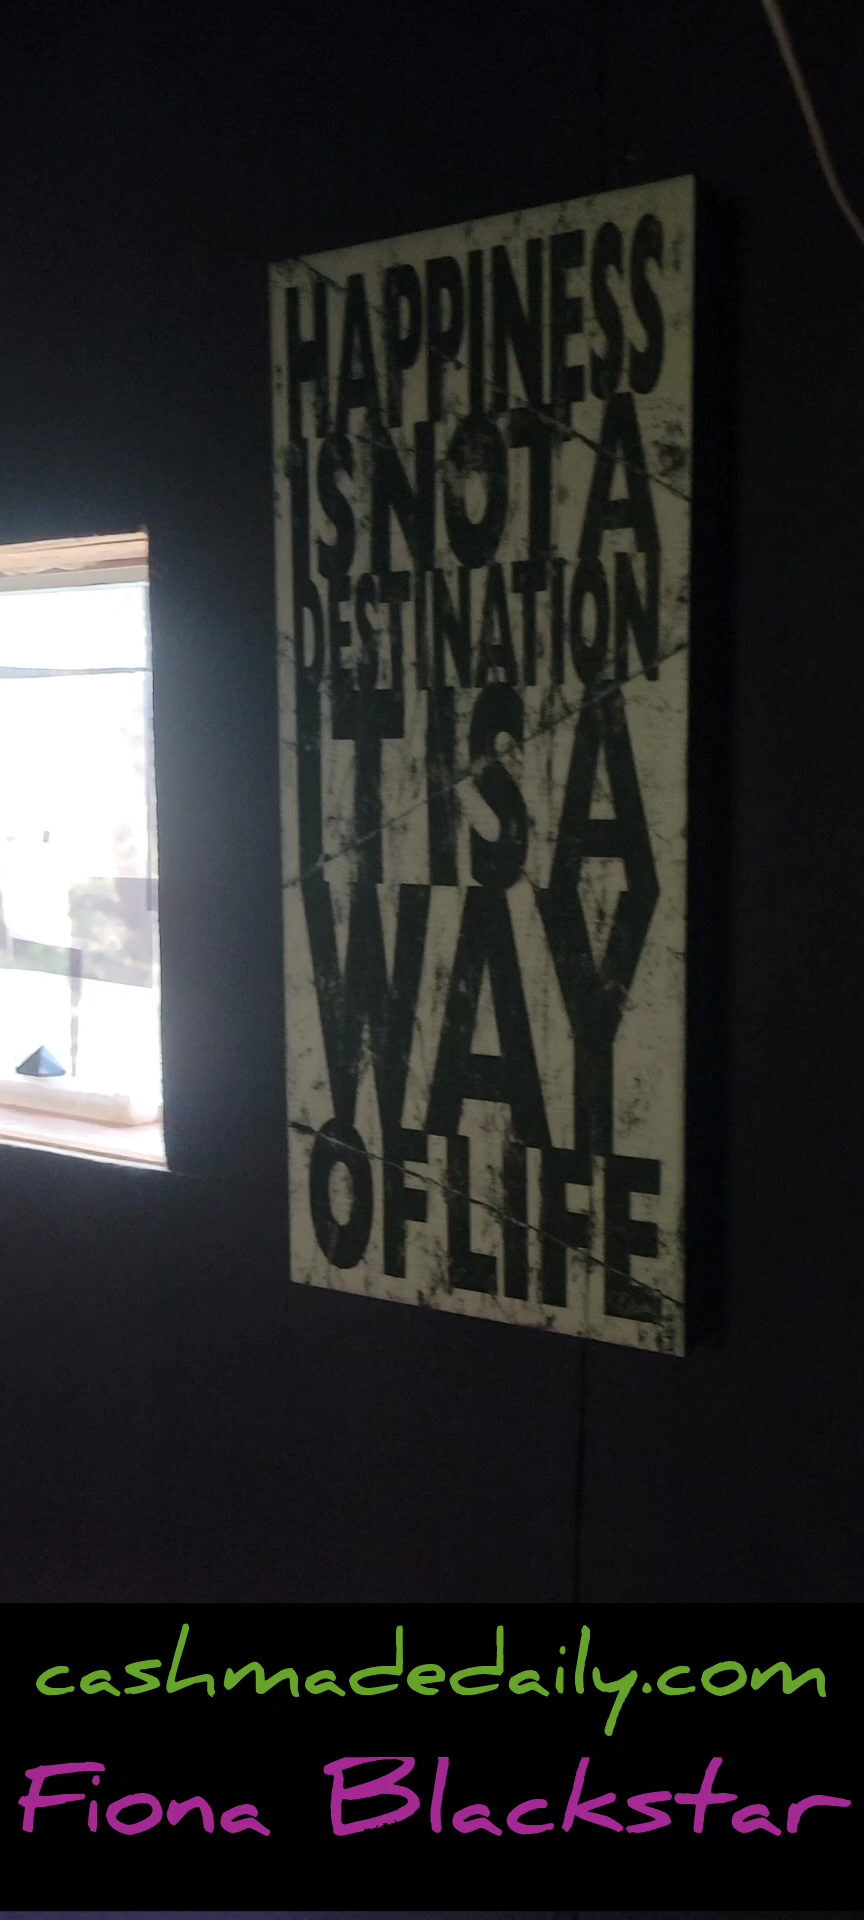 HAPPINESS
IS NOT A
DESTINATION
IT IS A
WAY
OF LIFE
cashmadedaily.com
Fiona Blackstar